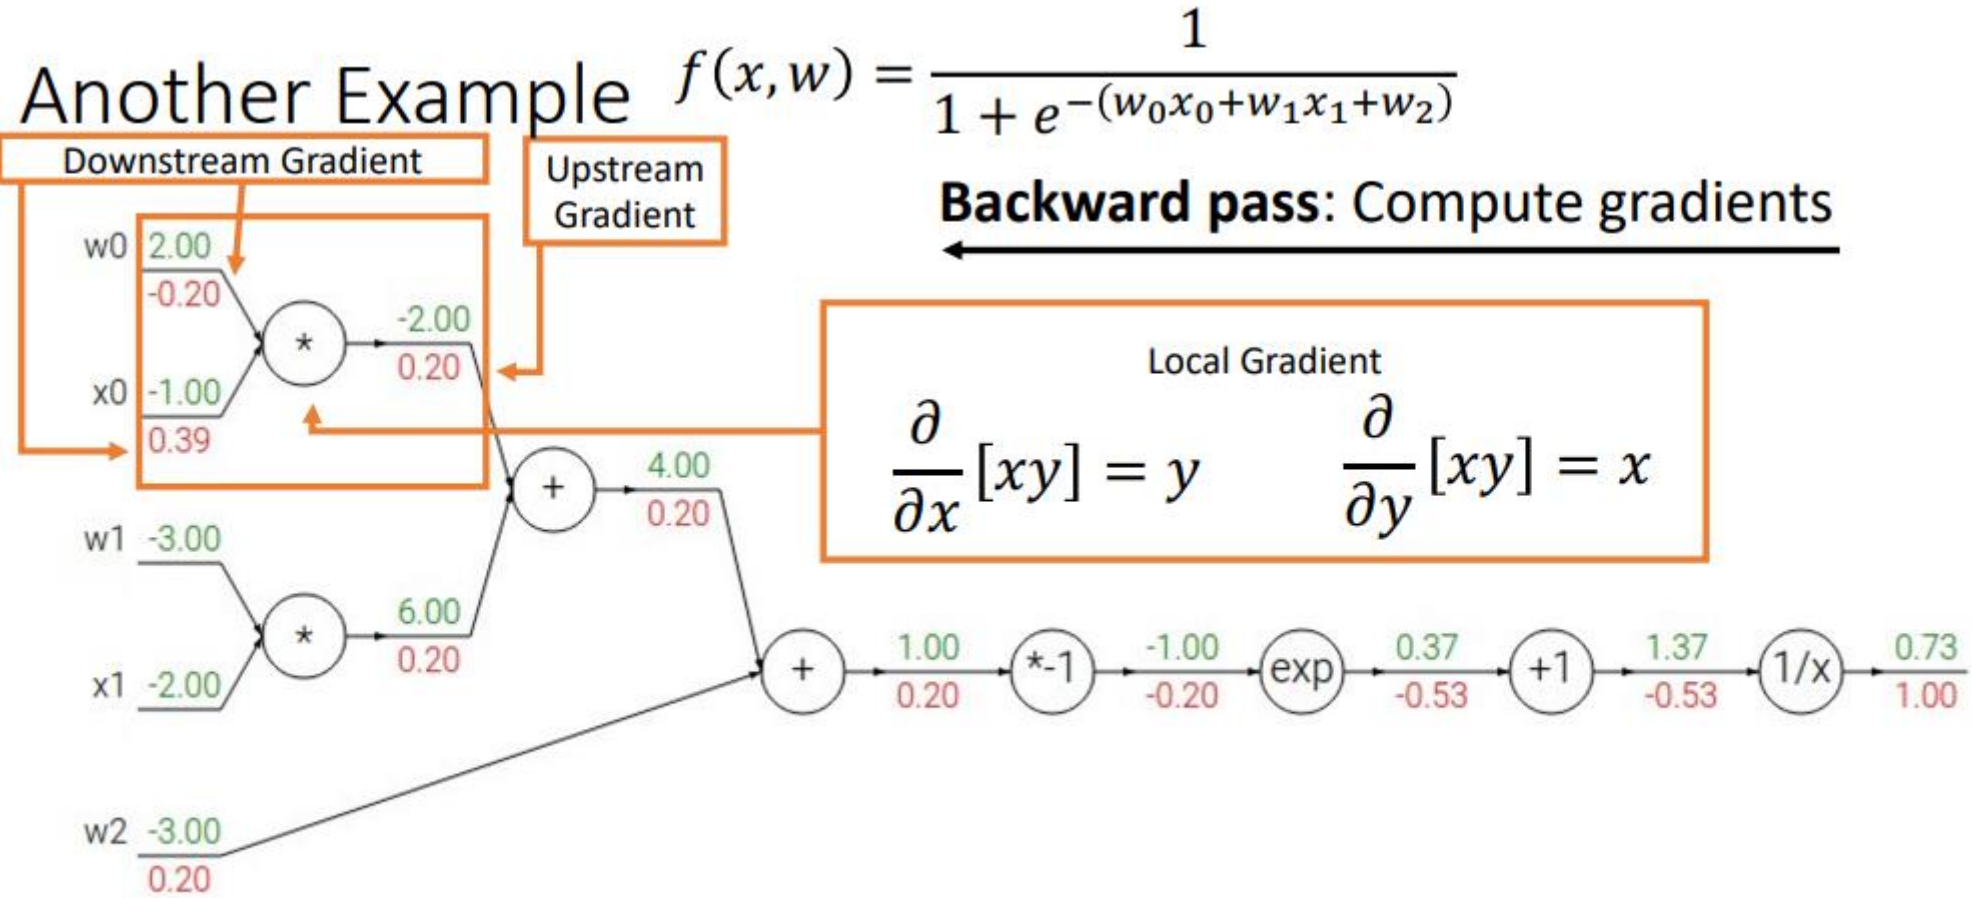 Another Example
f(x, w) = 1 / (1 + e^{-(w_0x_0+w_1x_1+w_2)})
Downstream Gradient
Upstream
Gradient
Backward pass: Compute gradients
w0 2.00
-0.20
*
-2.00
0.20
x0 -1.00
0.39
Local Gradient
∂/∂x [xy] = y
∂/∂y [xy] = x
+
4.00
0.20
w1 -3.00
*
6.00
0.20
x1 -2.00
+
1.00
0.20
*-1
-1.00
-0.20
exp
0.37
-0.53
+1
1.37
-0.53
1/x
0.73
1.00
w2 -3.00
0.20